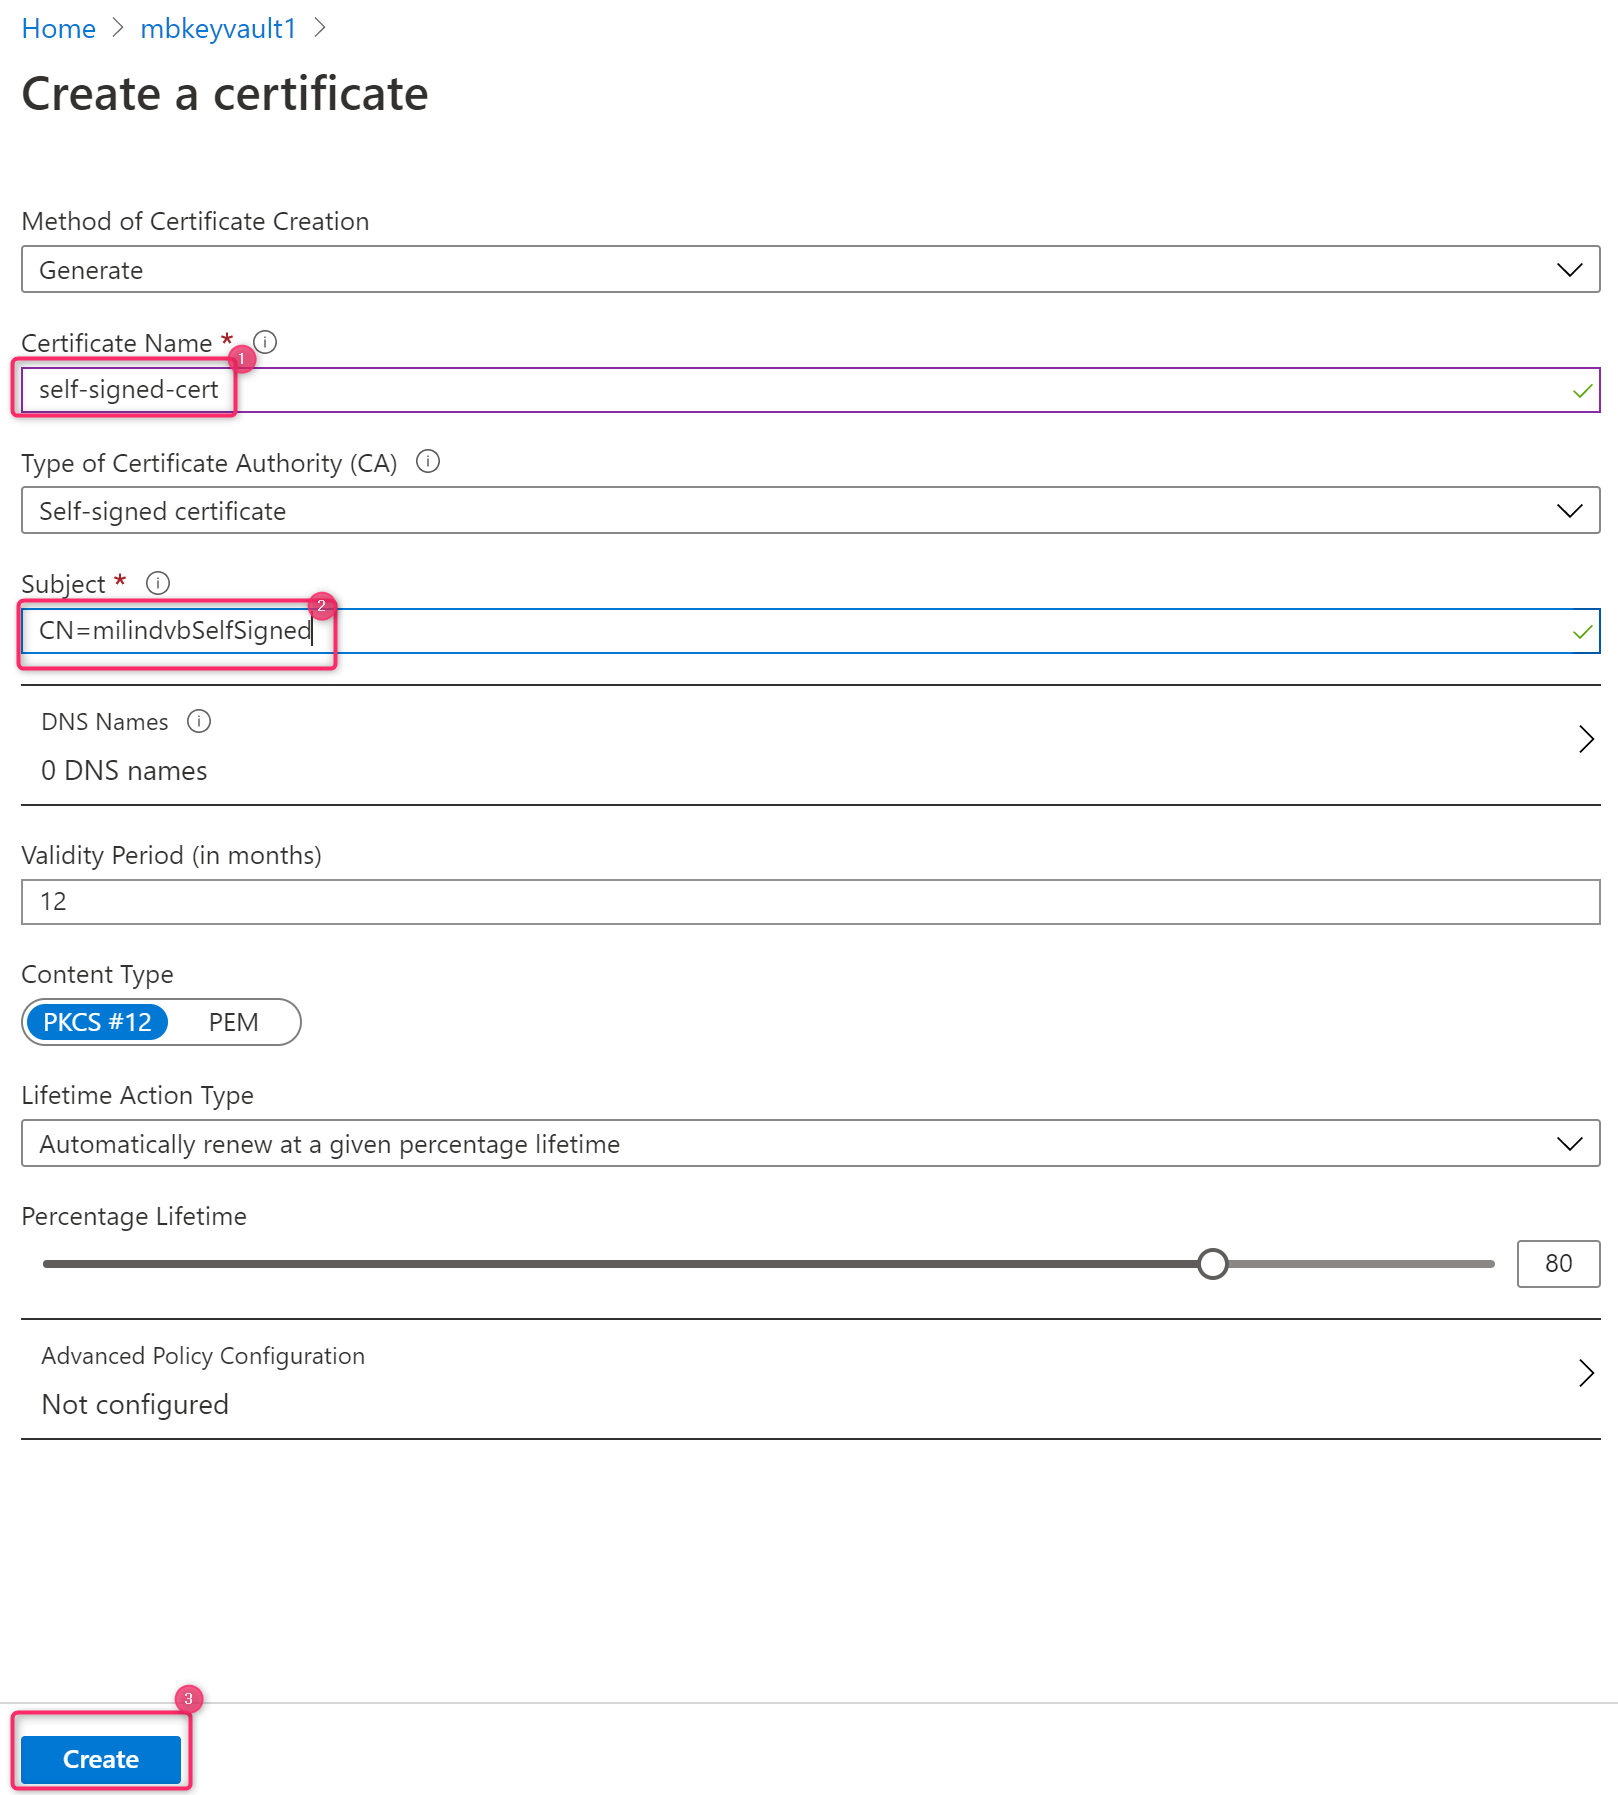 Home > mbkeyvault1 >
Create a certificate
Method of Certificate Creation
Generate
Certificate Name *
1
self-signed-cert
Type of Certificate Authority (CA)
Self-signed certificate
Subject *
2
CN=milindvbSelfSigned
DNS Names
0 DNS names
Validity Period (in months)
12
Content Type
PKCS #12 PEM
Lifetime Action Type
Automatically renew at a given percentage lifetime
Percentage Lifetime
80
Advanced Policy Configuration
Not configured
3
Create